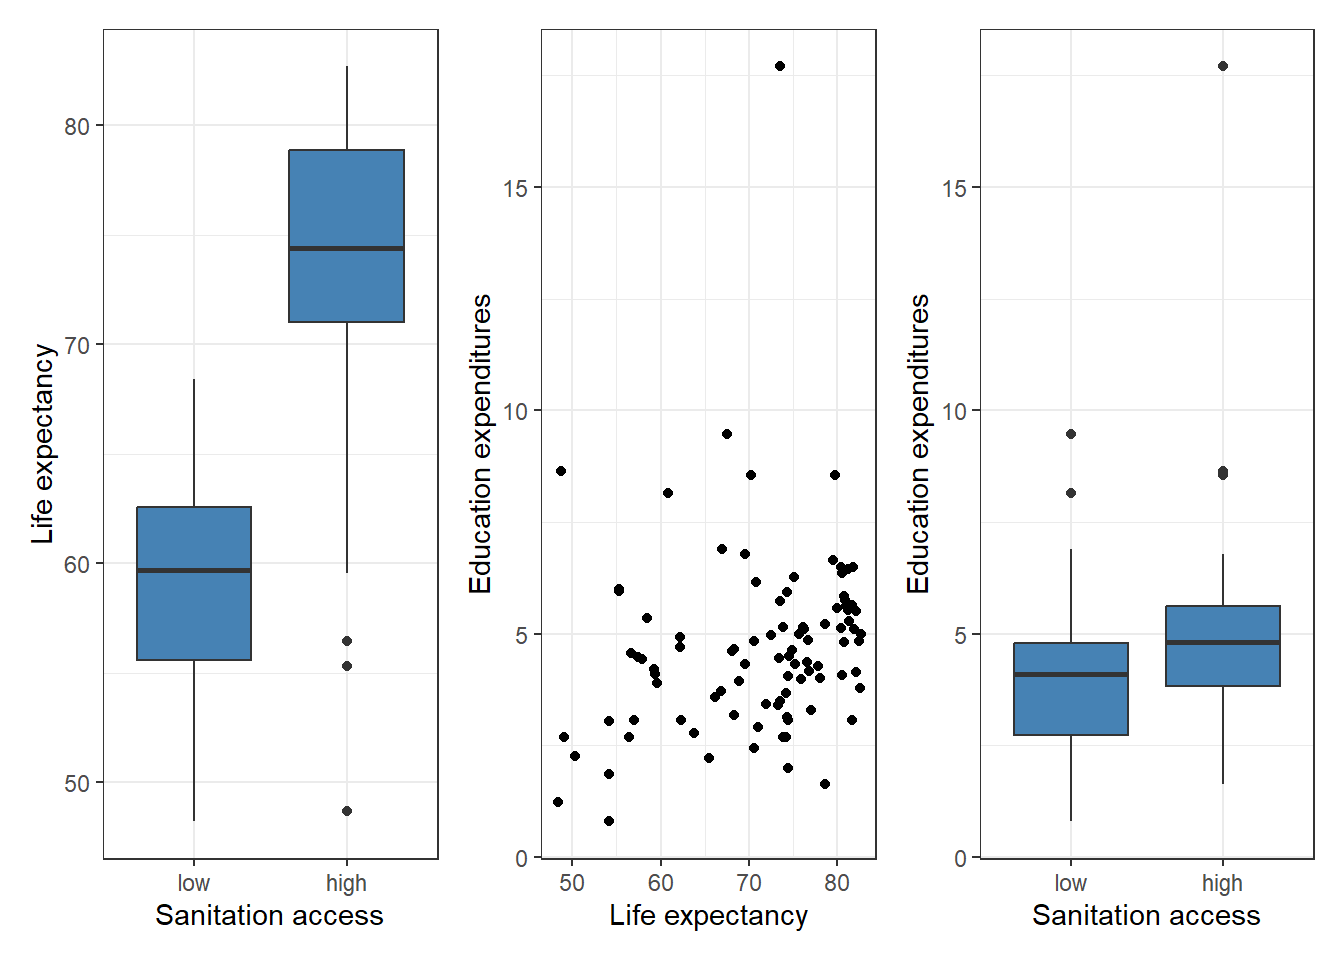 Life expectancy
80
70
60
50
low high
Sanitation access
Education expenditures
15
10
5
0
50 60 70 80
Life expectancy
Education expenditures
15
10
5
0
low high
Sanitation access